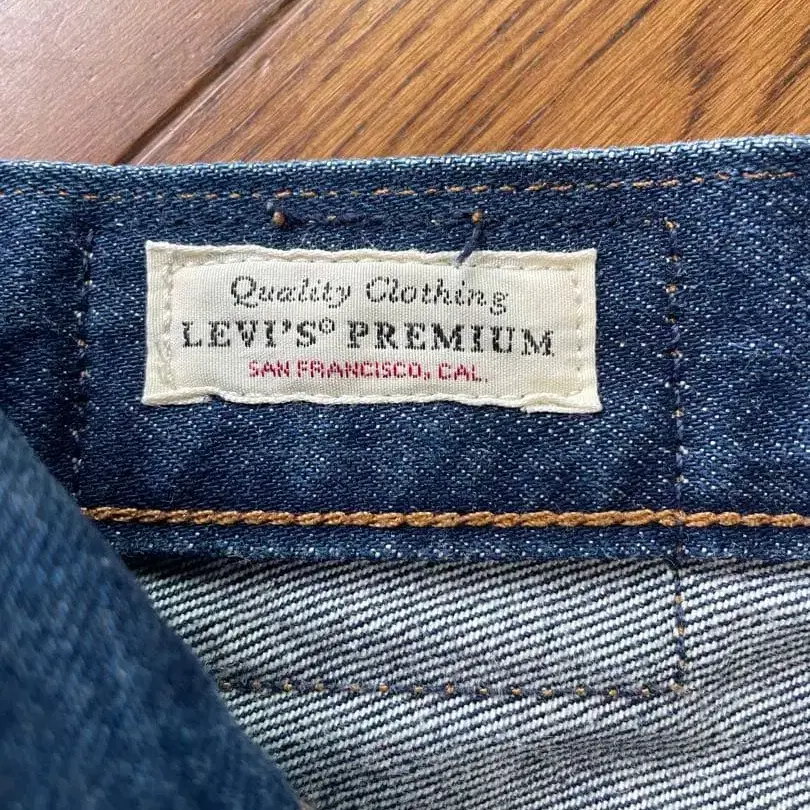 Quality Clothing
LEVI'S® PREMIUM
SAN FRANCISCO, CAL.